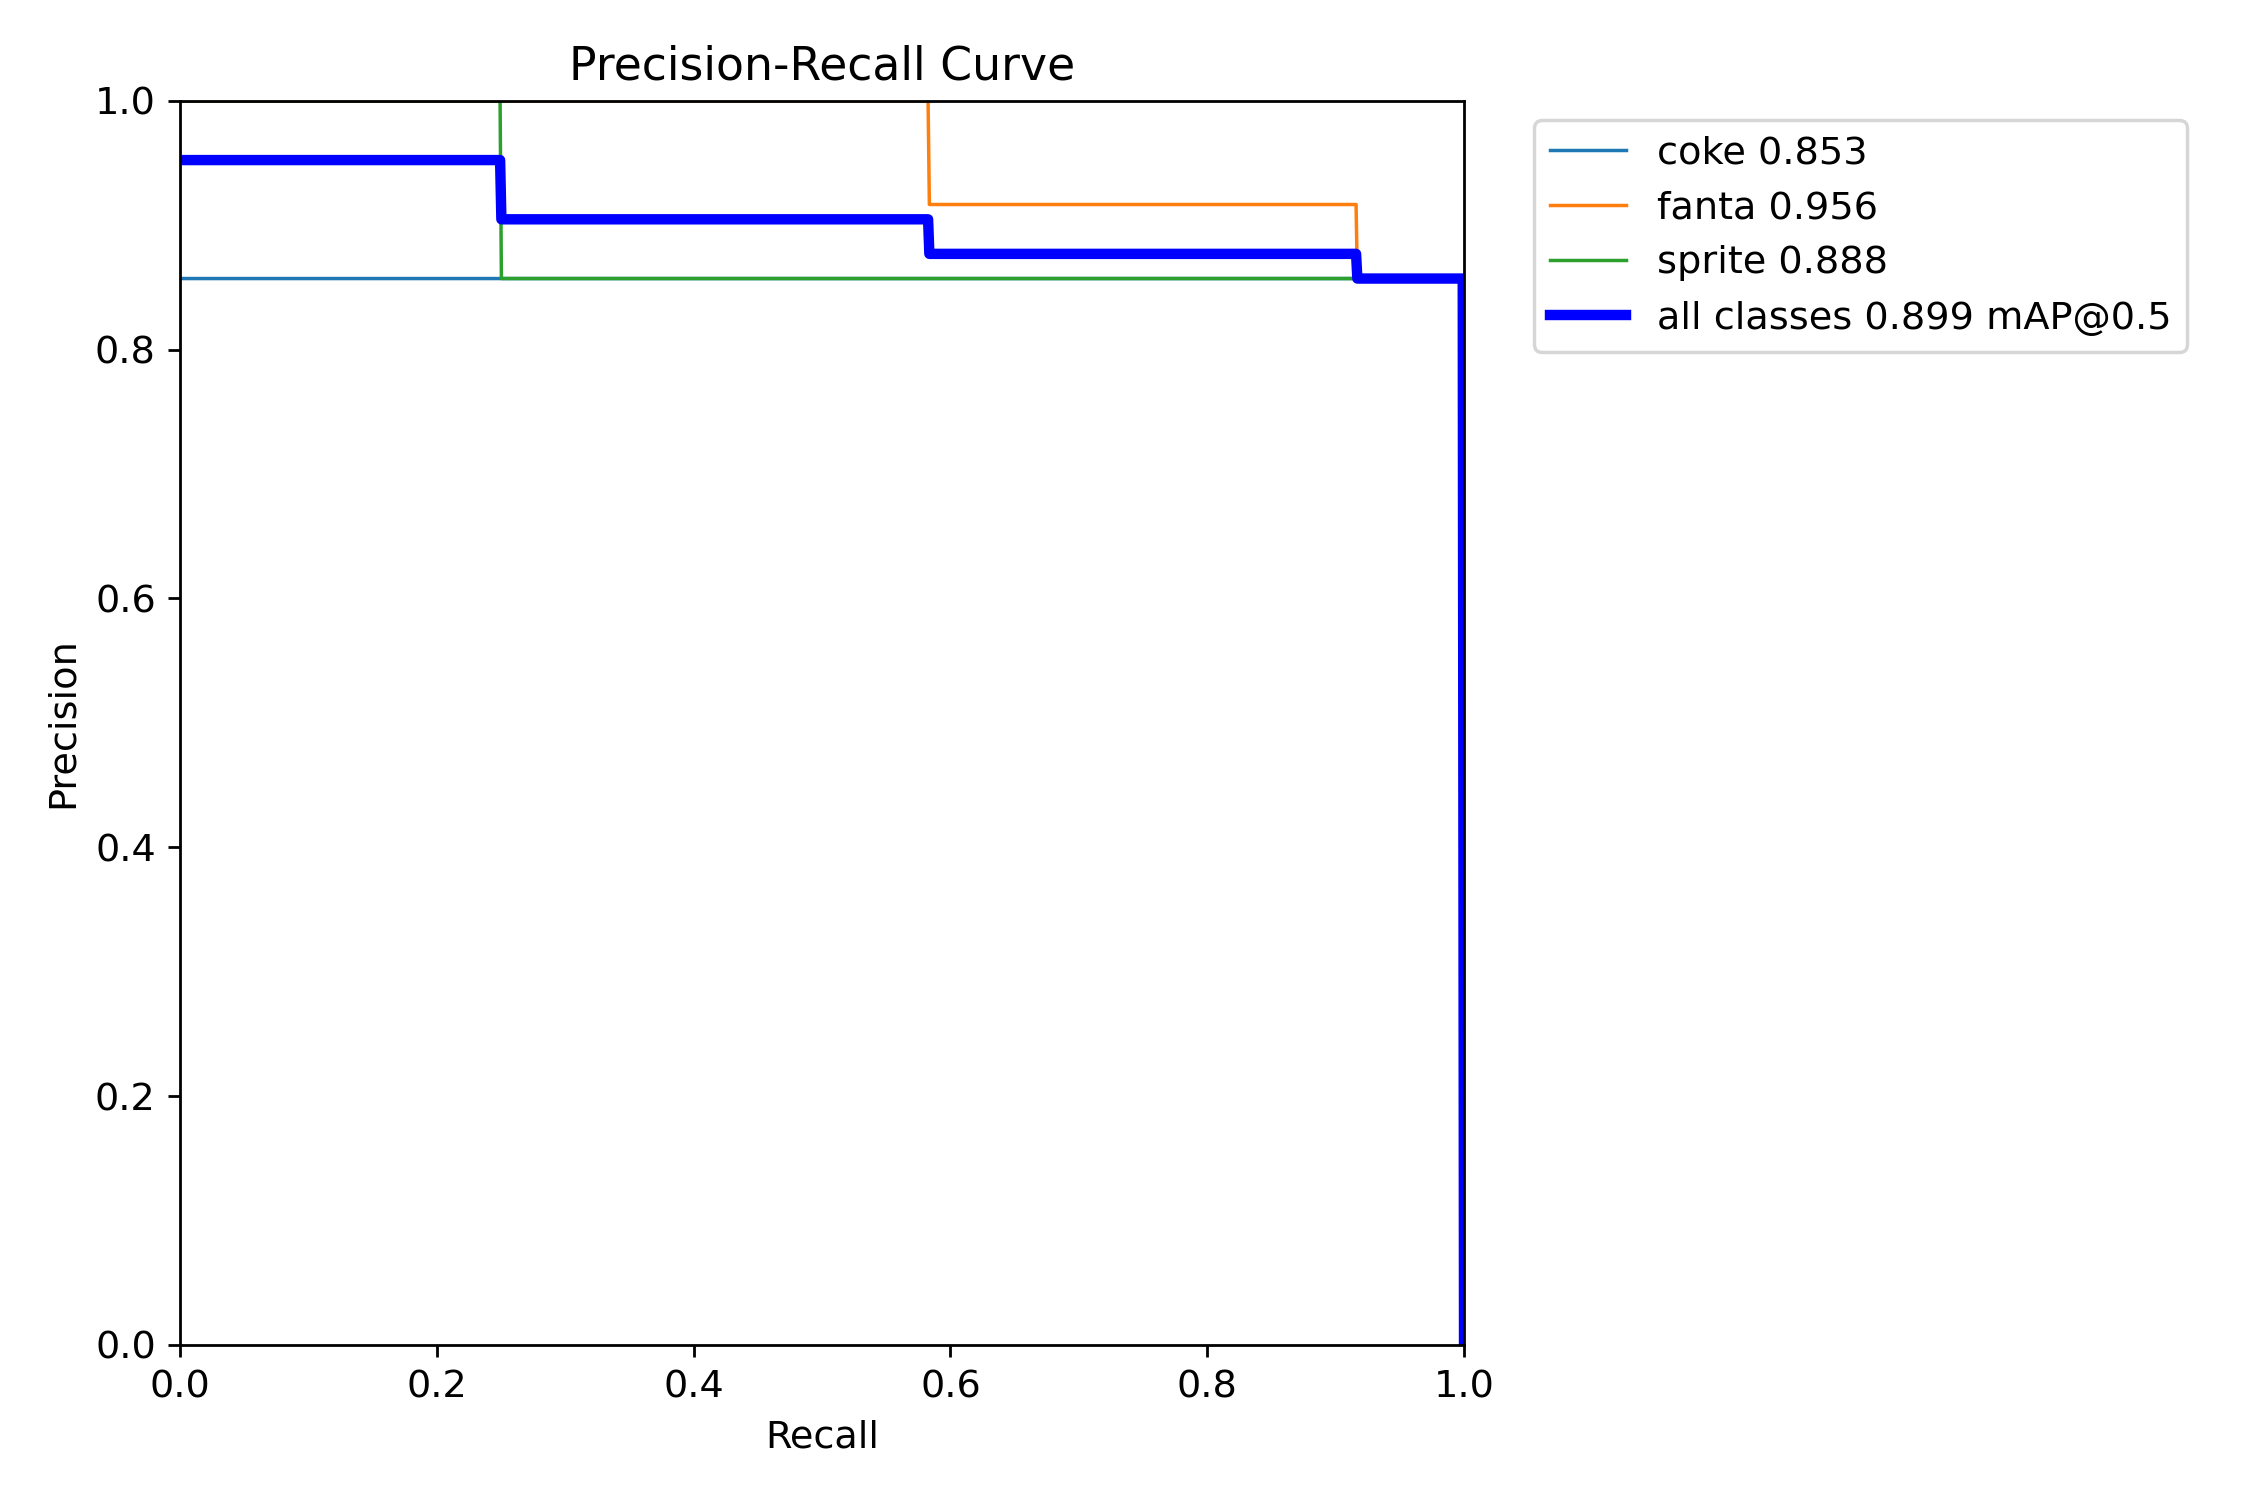 Precision-Recall Curve
1.0
0.8
0.6
0.4
0.2
0.0
Precision
0.0 0.2 0.4 0.6 0.8 1.0
Recall
coke 0.853
fanta 0.956
sprite 0.888
all classes 0.899 mAP@0.5